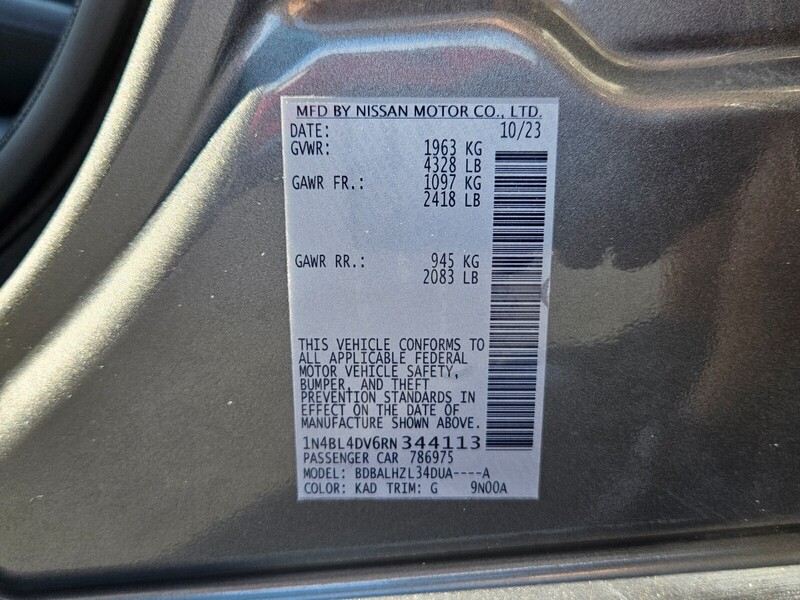 MFD BY NISSAN MOTOR CO., LTD.
DATE: 10/23
GVWR: 1963 KG
4328 LB
GAWR FR.: 1097 KG
2418 LB
GAWR RR.: 945 KG
2083 LB
THIS VEHICLE CONFORMS TO
ALL APPLICABLE FEDERAL
MOTOR VEHICLE SAFETY,
BUMPER, AND THEFT
PREVENTION STANDARDS IN
EFFECT ON THE DATE OF
MANUFACTURE SHOWN ABOVE.
1N4BL4DV6RN344113
PASSENGER CAR 786975
MODEL: BDBALHZL34DUA----A
COLOR: KAD TRIM: G 9N00A